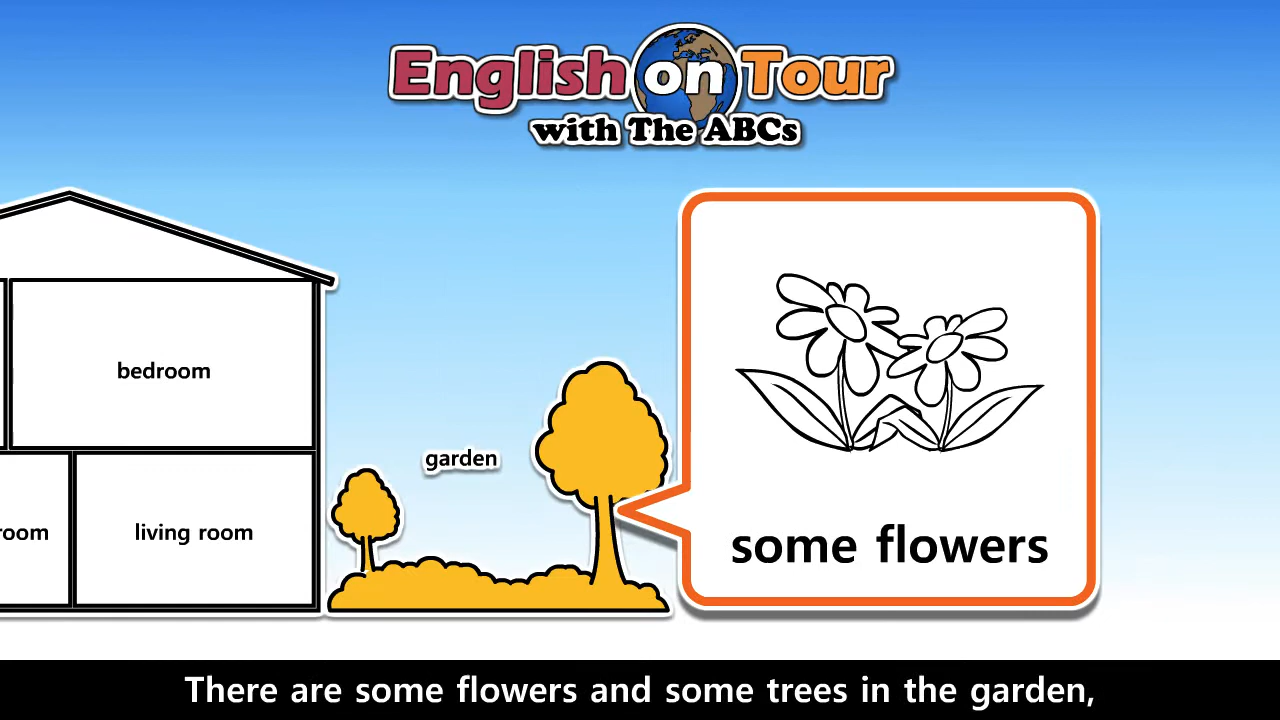 English on Tour
with The ABCs
bedroom
garden
room
living room
some flowers
There are some flowers and some trees in the garden,